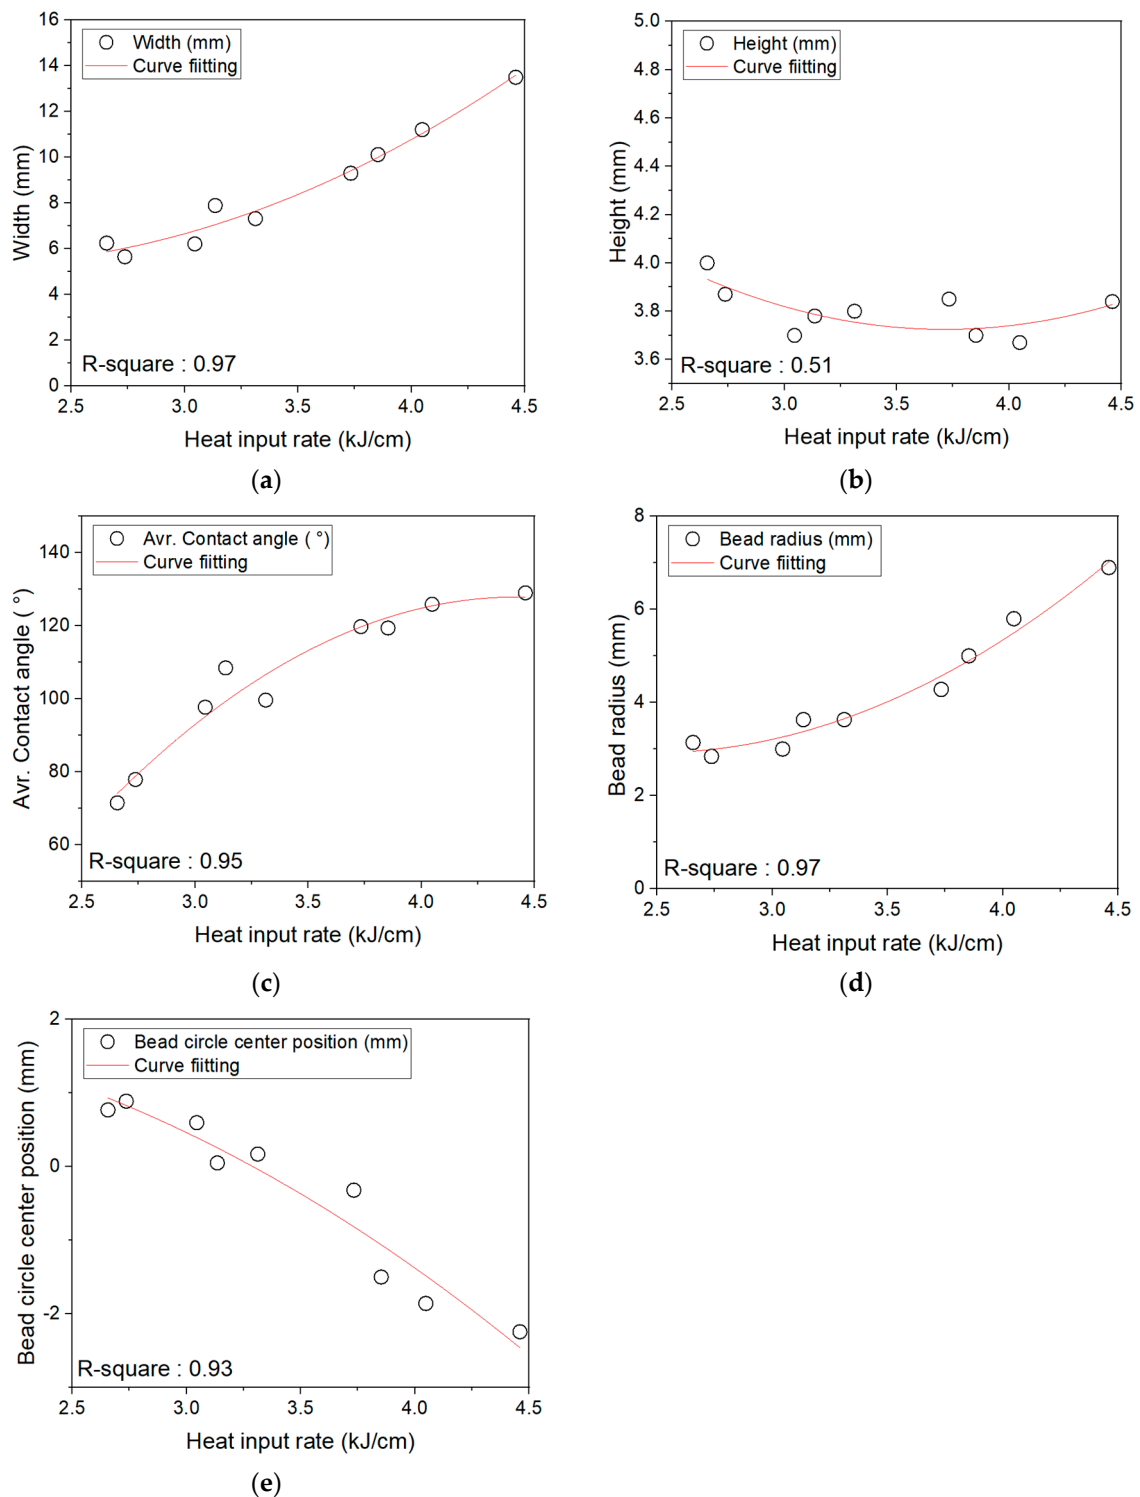 16
14
12
10
8
6
4
2
0
Width (mm)
Width (mm)
Curve fiitting
R-square : 0.97
2.5 3.0 3.5 4.0 4.5
Heat input rate (kJ/cm)
(a)
5.0
4.8
4.6
4.4
4.2
4.0
3.8
3.6
Height (mm)
Height (mm)
Curve fiitting
R-square : 0.51
2.5 3.0 3.5 4.0 4.5
Heat input rate (kJ/cm)
(b)
140
120
100
80
60
Avr. Contact angle ( °)
Avr. Contact angle ( °)
Curve fiitting
R-square : 0.95
2.5 3.0 3.5 4.0 4.5
Heat input rate (kJ/cm)
(c)
8
6
4
2
0
Bead radius (mm)
Bead radius (mm)
Curve fiitting
R-square : 0.97
2.5 3.0 3.5 4.0 4.5
Heat input rate (kJ/cm)
(d)
2
1
0
-2
Bead circle center position (mm)
Bead circle center position (mm)
Curve fiitting
R-square : 0.93
2.5 3.0 3.5 4.0 4.5
Heat input rate (kJ/cm)
(e)